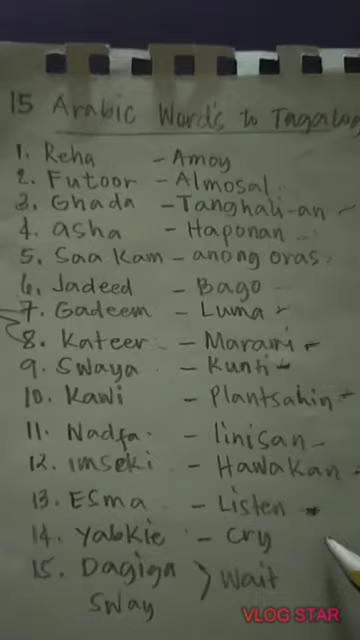 15 Arabic Words to Tagalog
1. Reha - Amoy
2. Futoor - Almosal
3. Ghada - Tanghali-an
4. asha - Haponan
5. Saa Kam - anong oras
6. Jadeed - Bago
7. Gadeem - Luma
8. Kateer - Marami
9. Swaya - Kunti
10. Kawi - Plantsahin
11. Nadfa - linisan
12. imseki - Hawakan
13. Esma - Listen
14. Yabkie - Cry
15. Dagiga > Wait
Sway
VLOG STAR